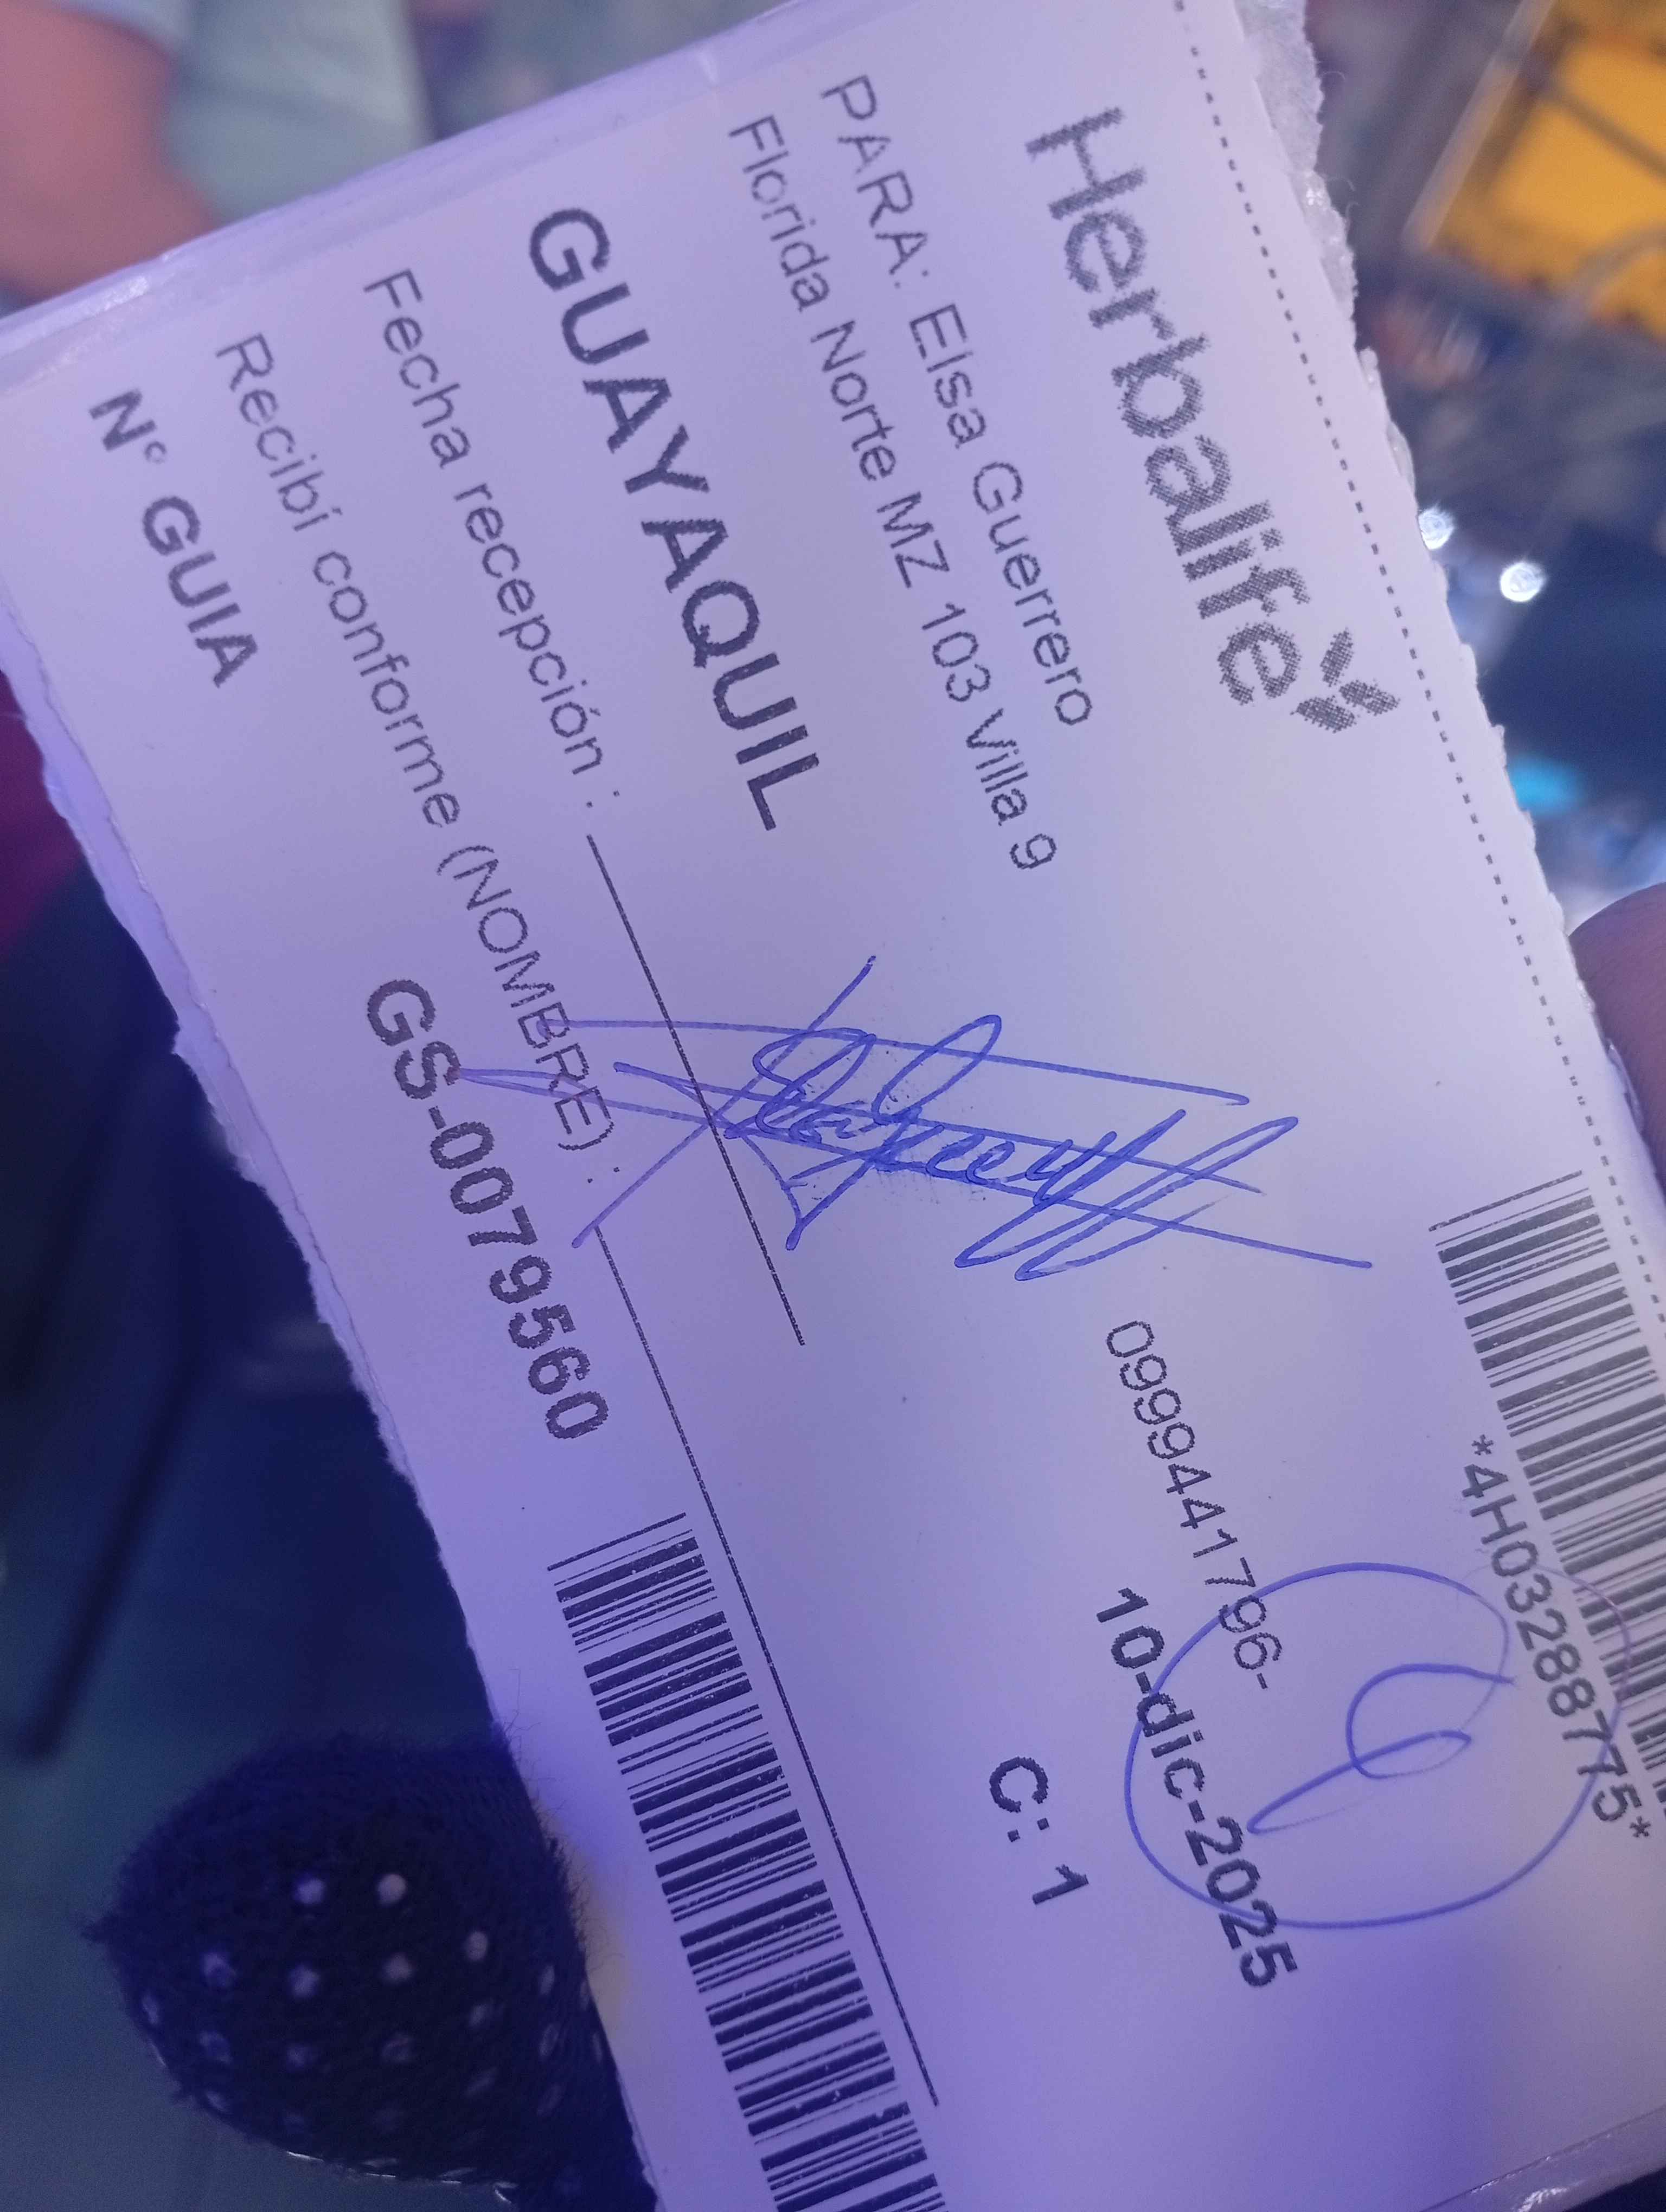 Herbalife
*4H03288775*
PARA: Elsa Guerrero
0999441796-
Florida Norte MZ 103 Villa 9
10-dic-2025
GUAYAQUIL
C: 1
Fecha recepción :
Recibí conforme (NOMBRE) :
N° GUIA GS-0079560